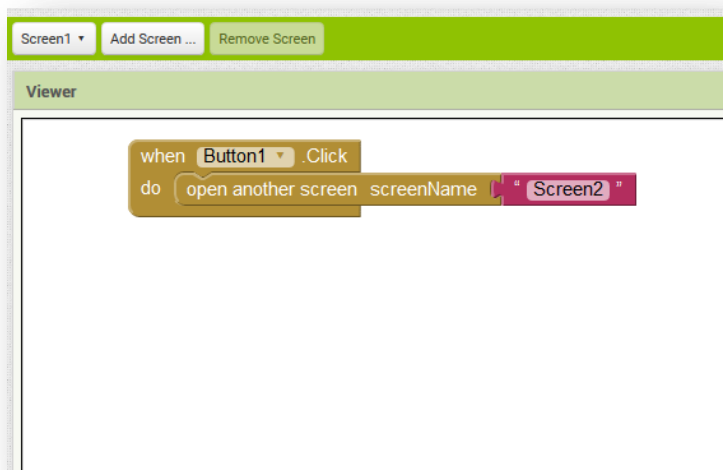 Screen1 Add Screen ... Remove Screen
Viewer
when Button1 .Click
do open another screen screenName " Screen2 "